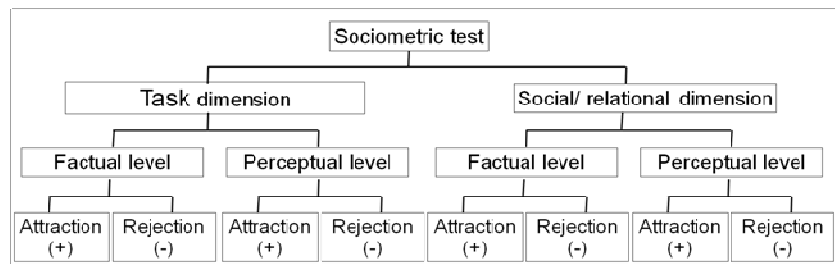 Sociometric test
Task dimension
Social/ relational dimension
Factual level
Perceptual level
Factual level
Perceptual level
Attraction
(+)
Rejection
(-)
Attraction
(+)
Rejection
(-)
Attraction
(+)
Rejection
(-)
Attraction
(+)
Rejection
(-)